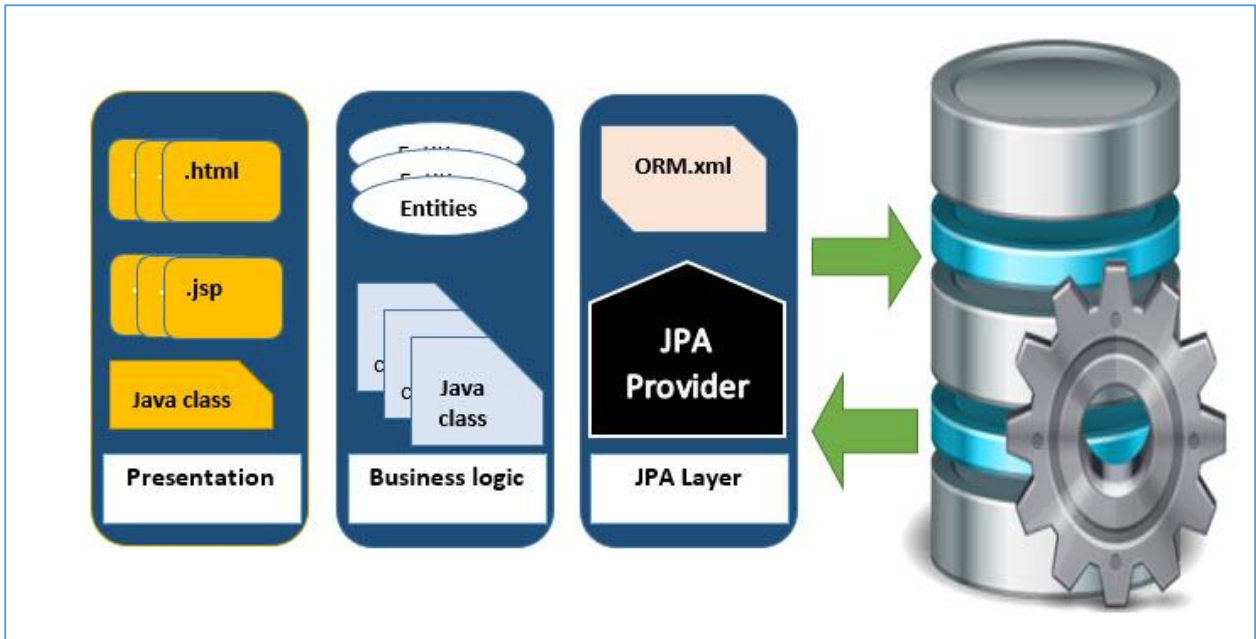 .html
.jsp
Java class
Presentation
Entities
Java
class
Business logic
ORM.xml
JPA
Provider
JPA Layer